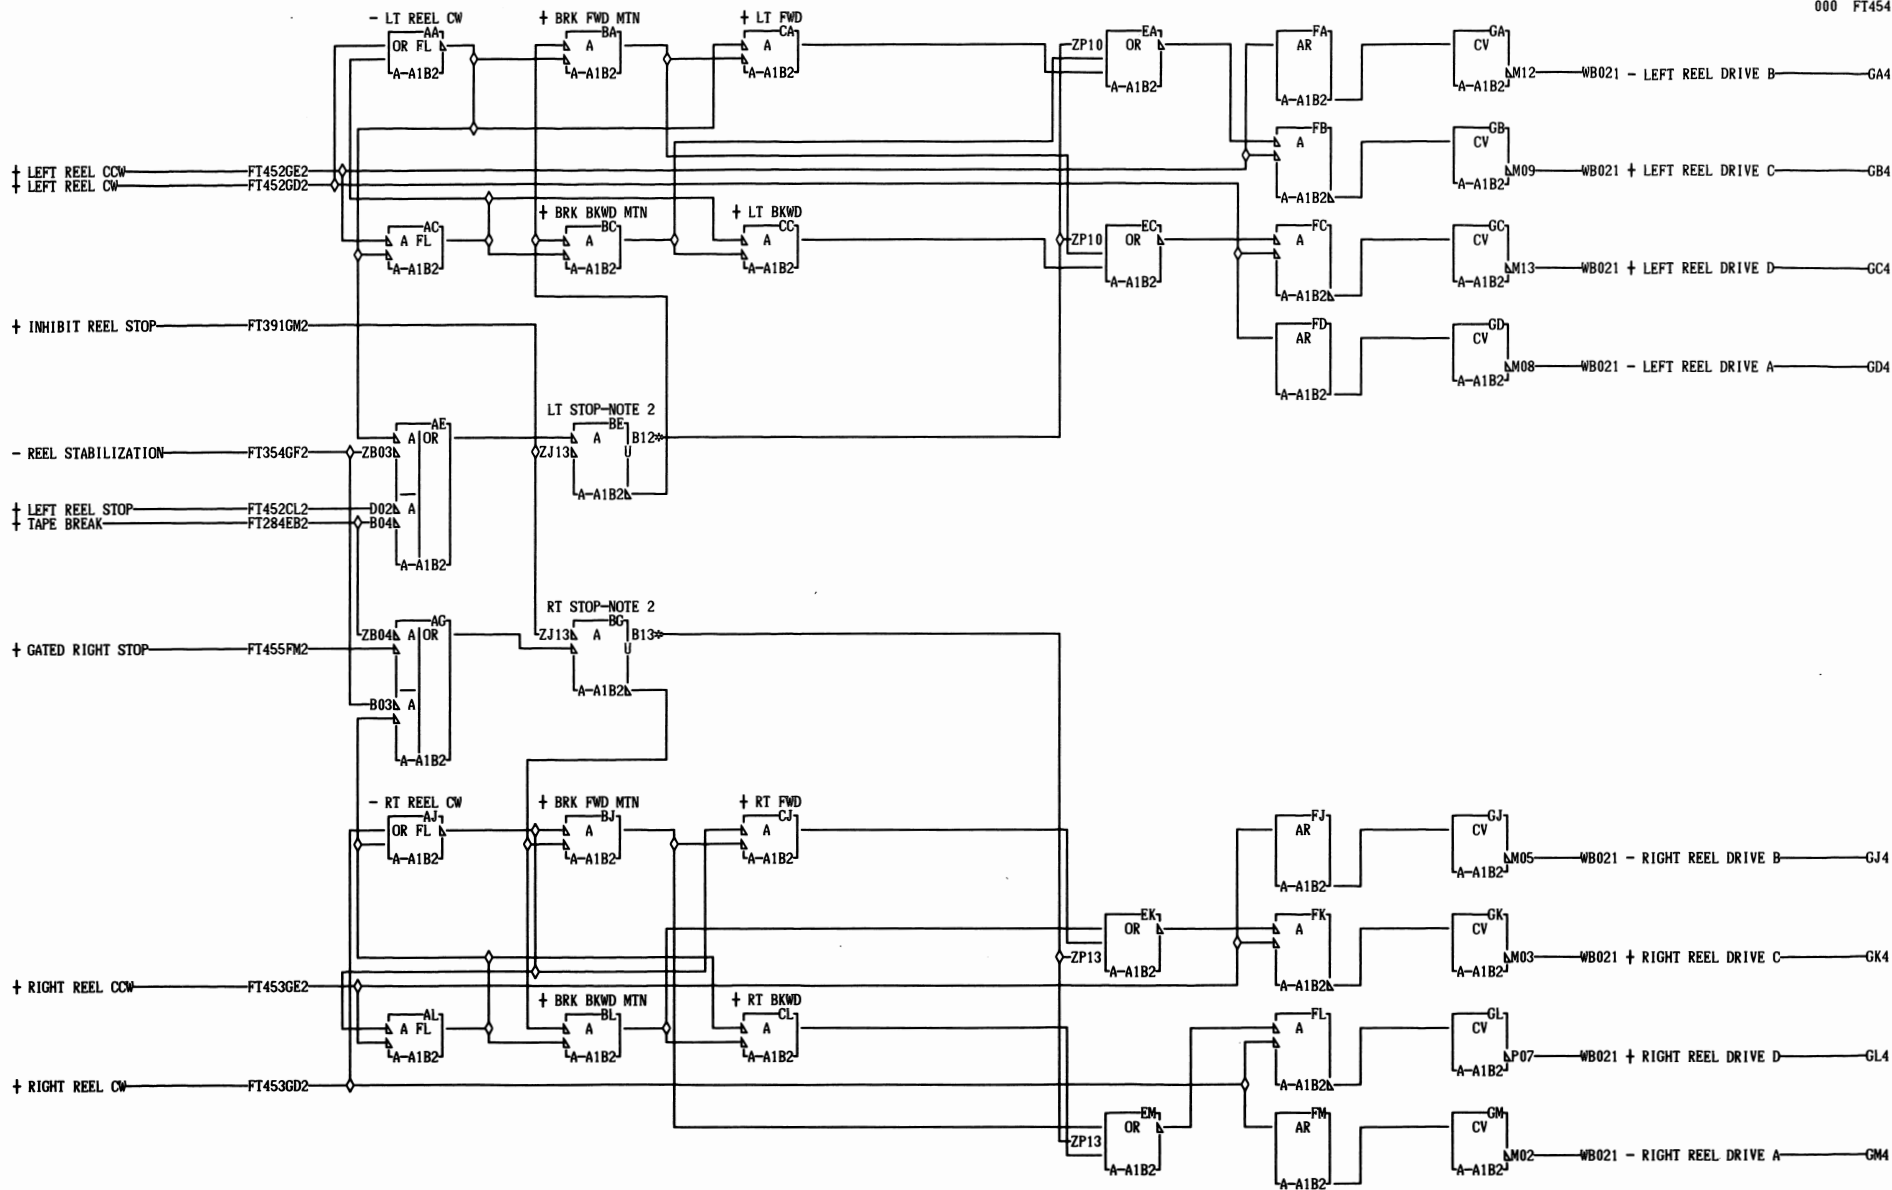 000 FT454
- LT REEL CW
+ BRK FWD MTN
+ LT FWD
AA
OR FL
A-A1B2
BA
A
A-A1B2
CA
A
A-A1B2
ZP10
EA
OR
A-A1B2
FA
AR
A-A1B2
GA
CV
A-A1B2
M12
WB021 - LEFT REEL DRIVE B
GA4
FB
A
A-A1B2
GB
CV
A-A1B2
M09
WB021 + LEFT REEL DRIVE C
GB4
+ LEFT REEL CCW
FT452GE2
+ LEFT REEL CW
FT452GD2
+ BRK BKWD MTN
+ LT BKWD
AC
A FL
A-A1B2
BC
A
A-A1B2
CC
A
A-A1B2
ZP10
EC
OR
A-A1B2
FC
A
A-A1B2
GC
CV
A-A1B2
M13
WB021 + LEFT REEL DRIVE D
GC4
+ INHIBIT REEL STOP
FT391GM2
FD
AR
A-A1B2
GD
CV
A-A1B2
M08
WB021 - LEFT REEL DRIVE A
GD4
LT STOP-NOTE 2
AE
A OR
BE
A
B12*
U
ZJ13
A-A1B2
- REEL STABILIZATION
FT354GF2
ZB03
+ LEFT REEL STOP
FT452CL2
D02
A
+ TAPE BREAK
FT284EB2
B04
A-A1B2
RT STOP-NOTE 2
AG
ZB04
A OR
ZJ13
BG
A
B13*
U
A-A1B2
+ GATED RIGHT STOP
FT455FM2
B03
A
A-A1B2
- RT REEL CW
+ BRK FWD MTN
+ RT FWD
AJ
OR FL
A-A1B2
BJ
A
A-A1B2
CJ
A
A-A1B2
FJ
AR
A-A1B2
GJ
CV
A-A1B2
M05
WB021 - RIGHT REEL DRIVE B
GJ4
EK
OR
ZP13
A-A1B2
FK
A
A-A1B2
GK
CV
A-A1B2
M03
WB021 + RIGHT REEL DRIVE C
GK4
+ RIGHT REEL CCW
FT453GE2
+ BRK BKWD MTN
+ RT BKWD
AL
A FL
A-A1B2
BL
A
A-A1B2
CL
A
A-A1B2
FL
A
A-A1B2
GL
CV
A-A1B2
P07
WB021 + RIGHT REEL DRIVE D
GL4
+ RIGHT REEL CW
FT453GD2
EM
OR
ZP13
A-A1B2
FM
AR
A-A1B2
GM
CV
A-A1B2
M02
WB021 - RIGHT REEL DRIVE A
GM4